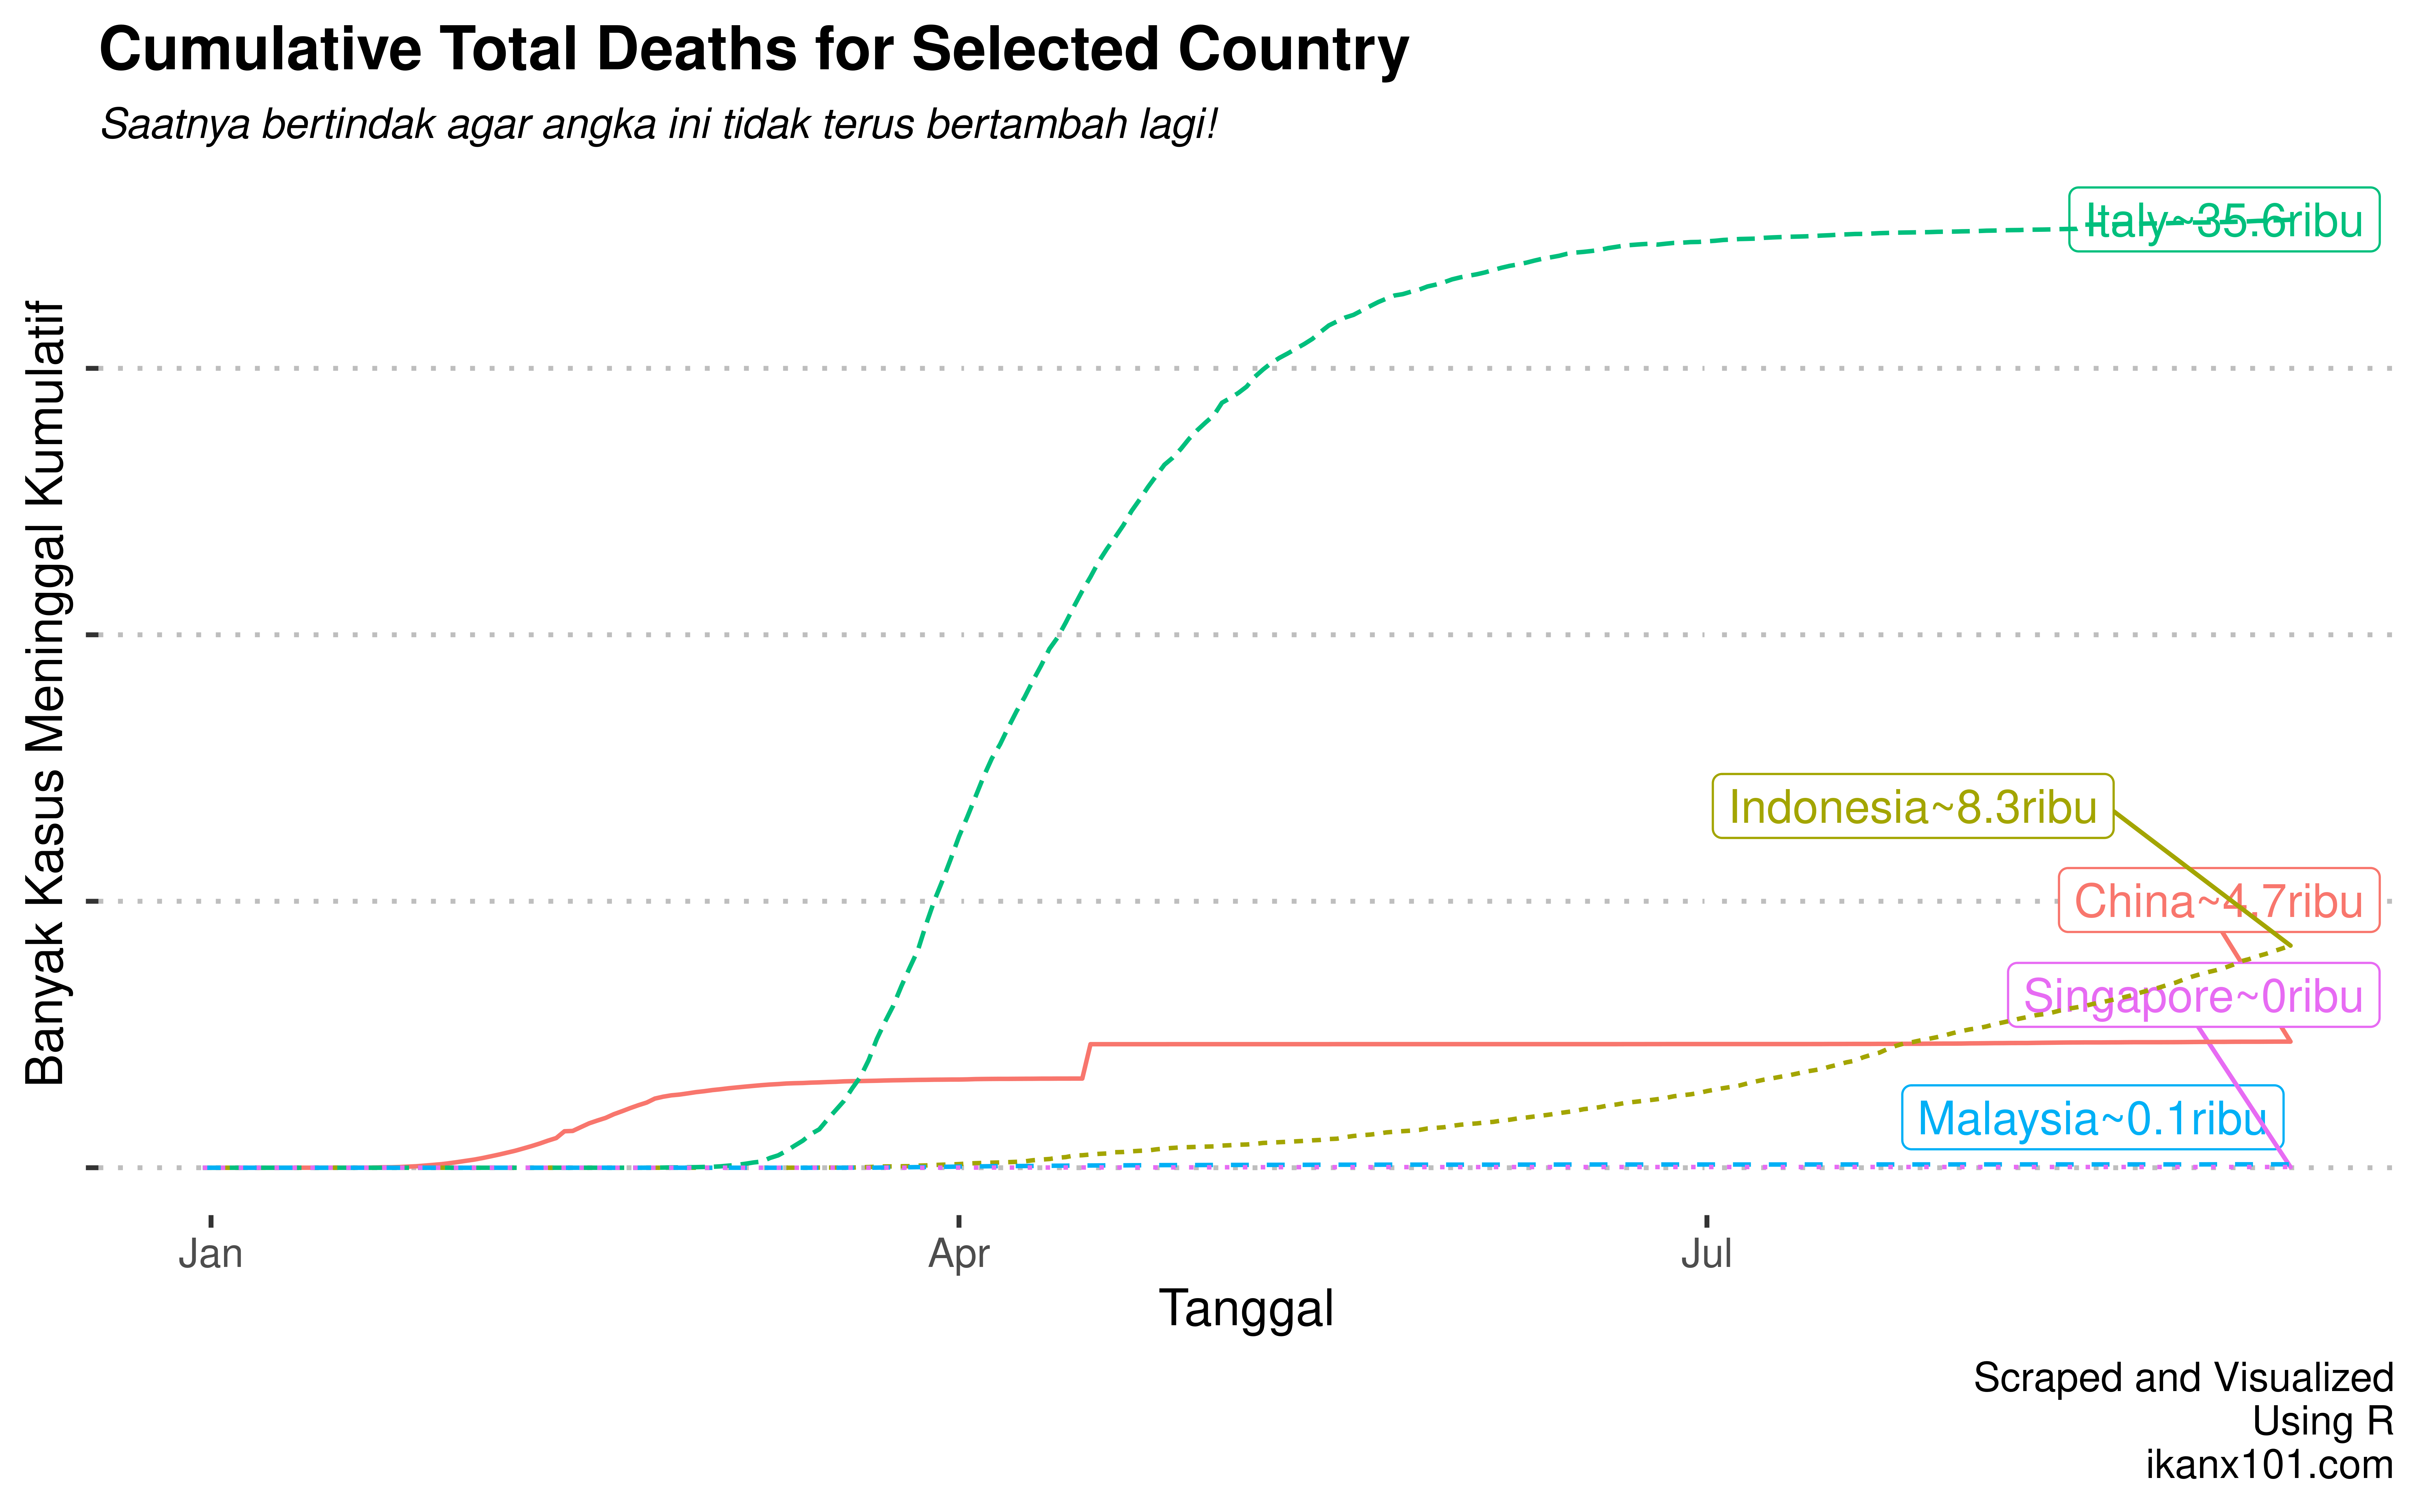 Cumulative Total Deaths for Selected Country
Saatnya bertindak agar angka ini tidak terus bertambah lagi!
Banyak Kasus Meninggal Kumulatif
Italy~35.6ribu
Indonesia~8.3ribu
China~4.7ribu
Singapore~0ribu
Malaysia~0.1ribu
Jan Apr Jul
Tanggal
Scraped and Visualized
Using R
ikanx101.com